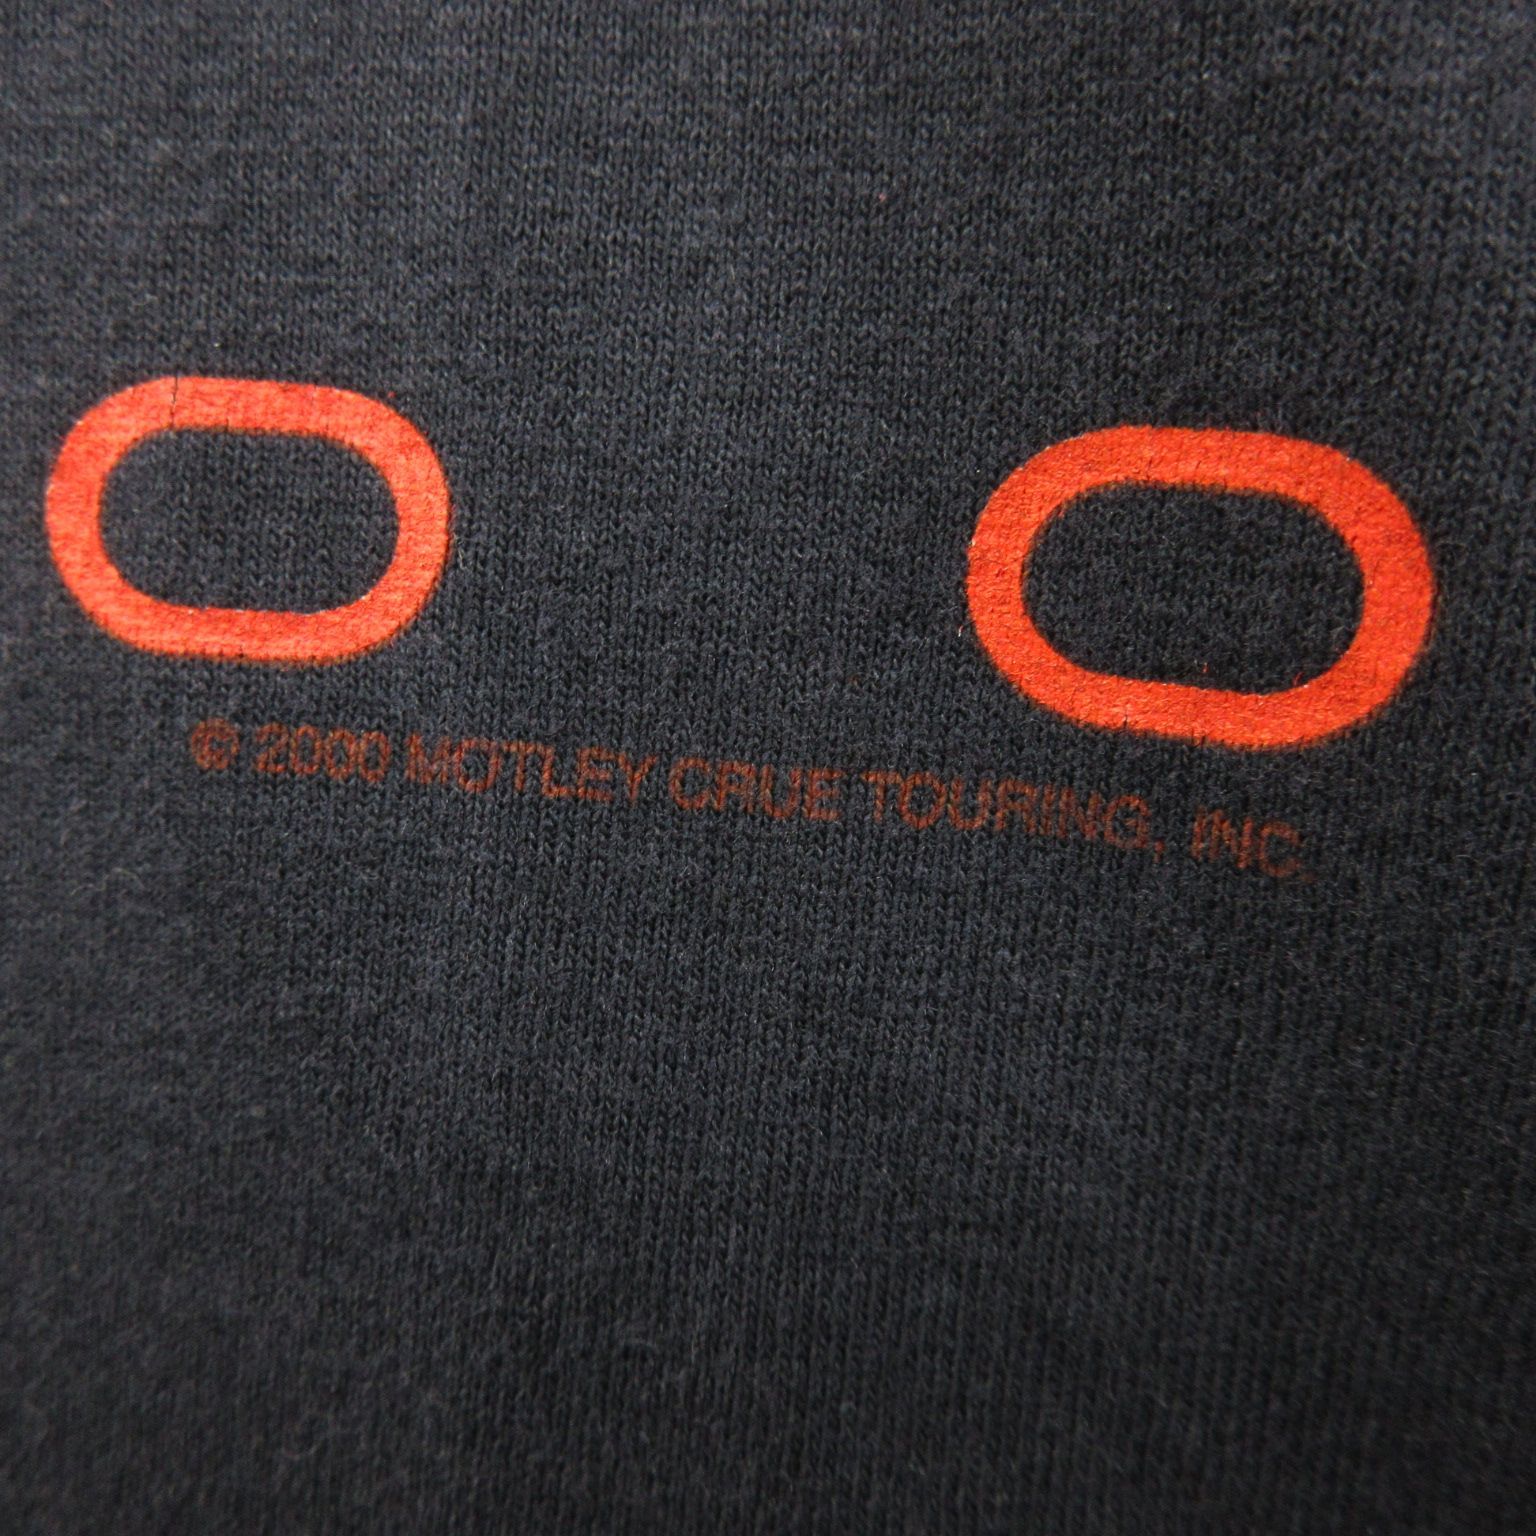 O O
© 2000 MOTLEY CRUE TOURING, INC.